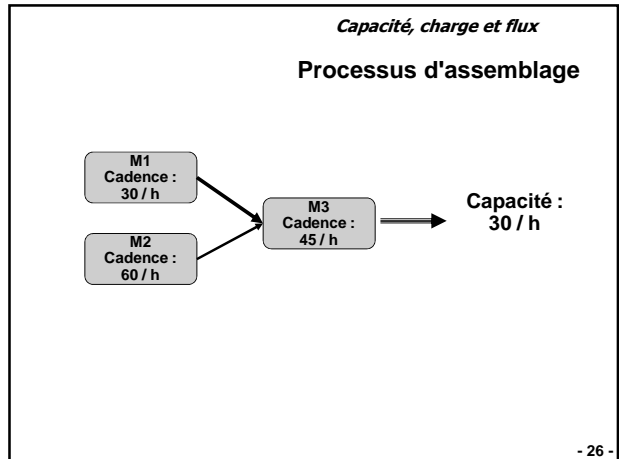 Capacité, charge et flux
Processus d'assemblage
M1
Cadence :
30 / h
M2
Cadence :
60 / h
M3
Cadence :
45 / h
Capacité :
30 / h
- 26 -